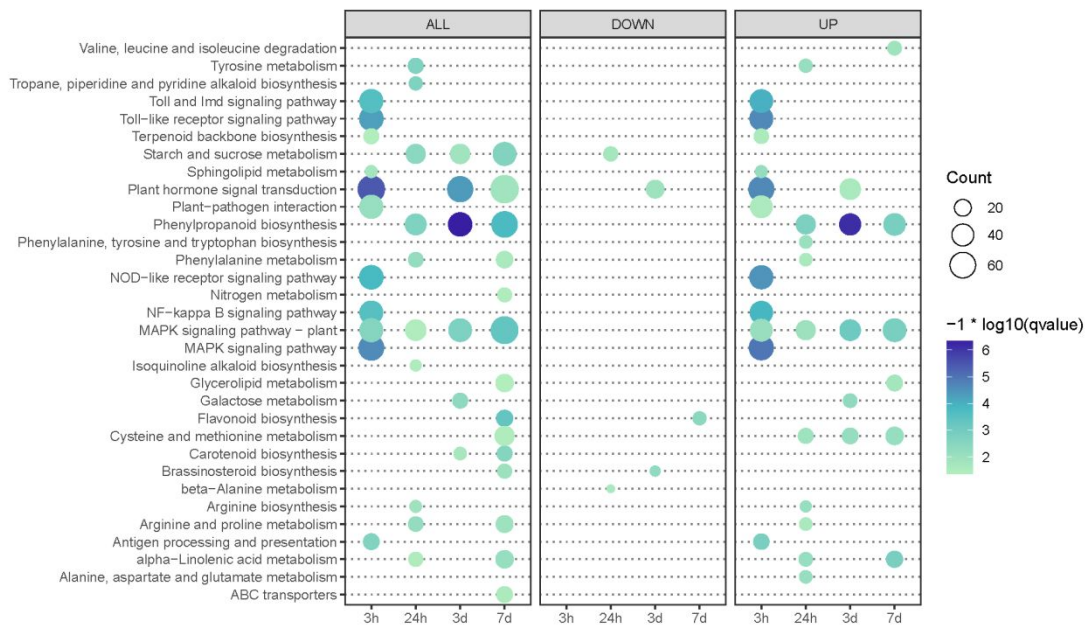 ALL
DOWN
UP
Valine, leucine and isoleucine degradation
Tyrosine metabolism
Tropane, piperidine and pyridine alkaloid biosynthesis
Toll and Imd signaling pathway
Toll−like receptor signaling pathway
Terpenoid backbone biosynthesis
Starch and sucrose metabolism
Sphingolipid metabolism
Plant hormone signal transduction
Plant−pathogen interaction
Phenylpropanoid biosynthesis
Phenylalanine, tyrosine and tryptophan biosynthesis
Phenylalanine metabolism
NOD−like receptor signaling pathway
Nitrogen metabolism
NF−kappa B signaling pathway
MAPK signaling pathway − plant
MAPK signaling pathway
Isoquinoline alkaloid biosynthesis
Glycerolipid metabolism
Galactose metabolism
Flavonoid biosynthesis
Cysteine and methionine metabolism
Carotenoid biosynthesis
Brassinosteroid biosynthesis
beta−Alanine metabolism
Arginine biosynthesis
Arginine and proline metabolism
Antigen processing and presentation
alpha−Linolenic acid metabolism
Alanine, aspartate and glutamate metabolism
ABC transporters
3h 24h 3d 7d
3h 24h 3d 7d
3h 24h 3d 7d
Count
20
40
60
−1 * log10(qvalue)
6
5
4
3
2